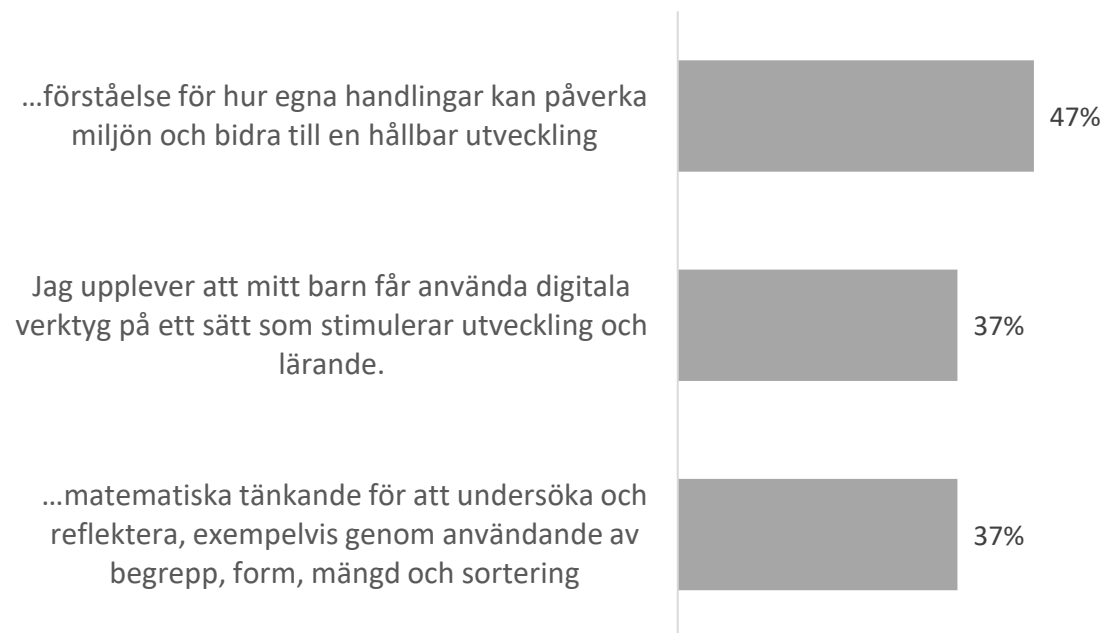 ...förståelse för hur egna handlingar kan påverka
miljön och bidra till en hållbar utveckling
47%
Jag upplever att mitt barn får använda digitala
verktyg på ett sätt som stimulerar utveckling och
lärande.
37%
...matematiska tänkande för att undersöka och
reflektera, exempelvis genom användande av
begrepp, form, mängd och sortering
37%